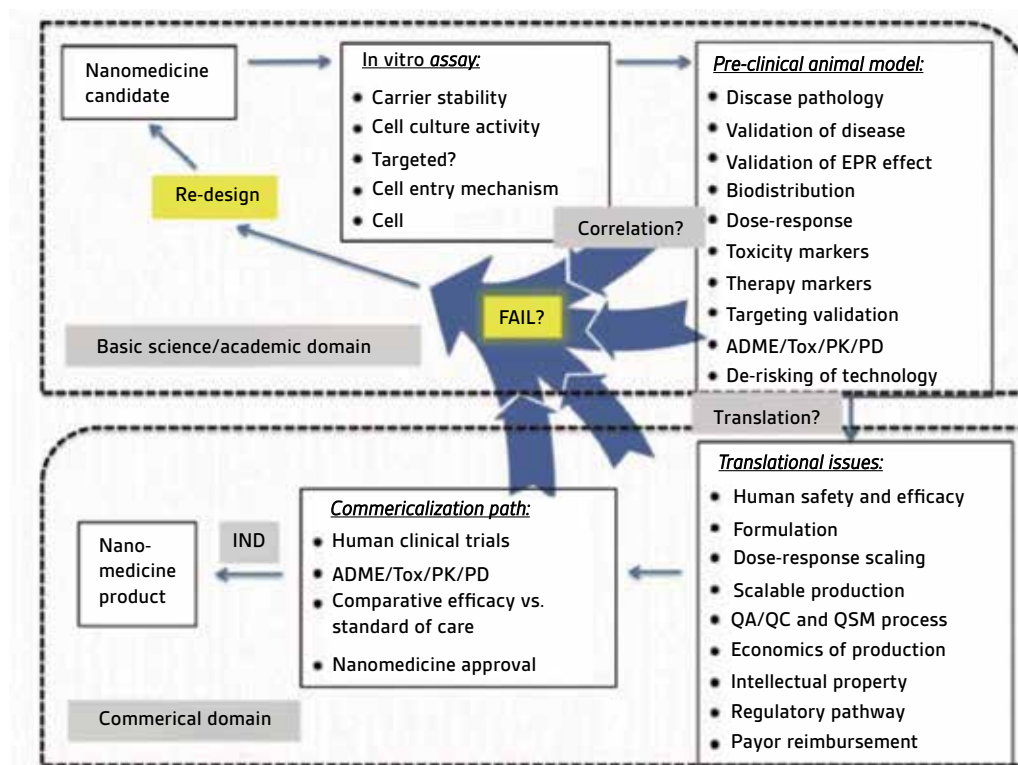 Nanomedicine
candidate
In vitro assay:
• Carrier stability
• Cell culture activity
• Targeted?
• Cell entry mechanism
• Cell
Pre-clinical animal model:
• Disease pathology
• Validation of disease
• Validation of EPR effect
• Biodistribution
• Dose-response
• Toxicity markers
• Therapy markers
• Targeting validation
• ADME/Tox/PK/PD
• De-risking of technology
Re-design
Correlation?
FAIL?
Basic science/academic domain
Translation?
Translational issues:
• Human safety and efficacy
• Formulation
• Dose-response scaling
• Scalable production
• QA/QC and QSM process
• Economics of production
• Intellectual property
• Regulatory pathway
• Payor reimbursement
Commericalization path:
• Human clinical trials
• ADME/Tox/PK/PD
• Comparative efficacy vs.
standard of care
• Nanomedicine approval
IND
Nano-
medicine
product
Commerical domain